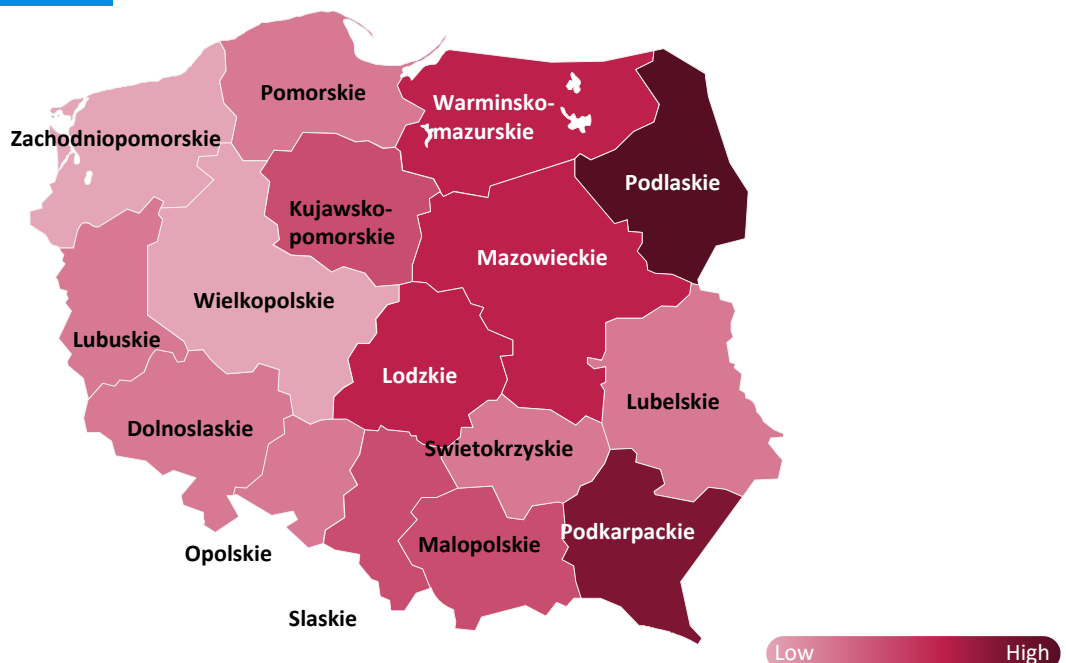 Pomorskie
Warminsko-
mazurskie
Zachodniopomorskie
Podlaskie
Kujawsko-
pomorskie
Mazowieckie
Wielkopolskie
Lubuskie
Lodzkie
Lubelskie
Dolnoslaskie
Swietokrzyskie
Podkarpackie
Malopolskie
Opolskie
Slaskie
Low
High